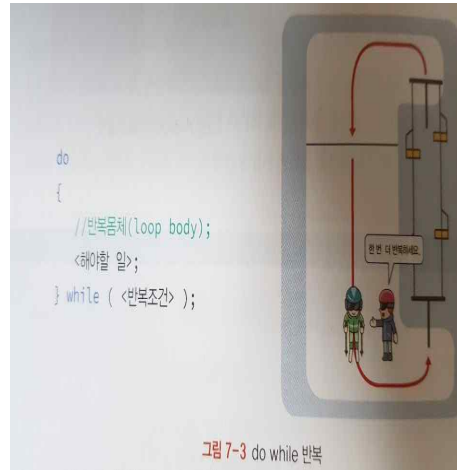 do
{
//반복몸체(loop body);
<해야할 일>;
} while ( <반복조건> );
한 번 더 반복하세요.
그림 7-3 do while 반복